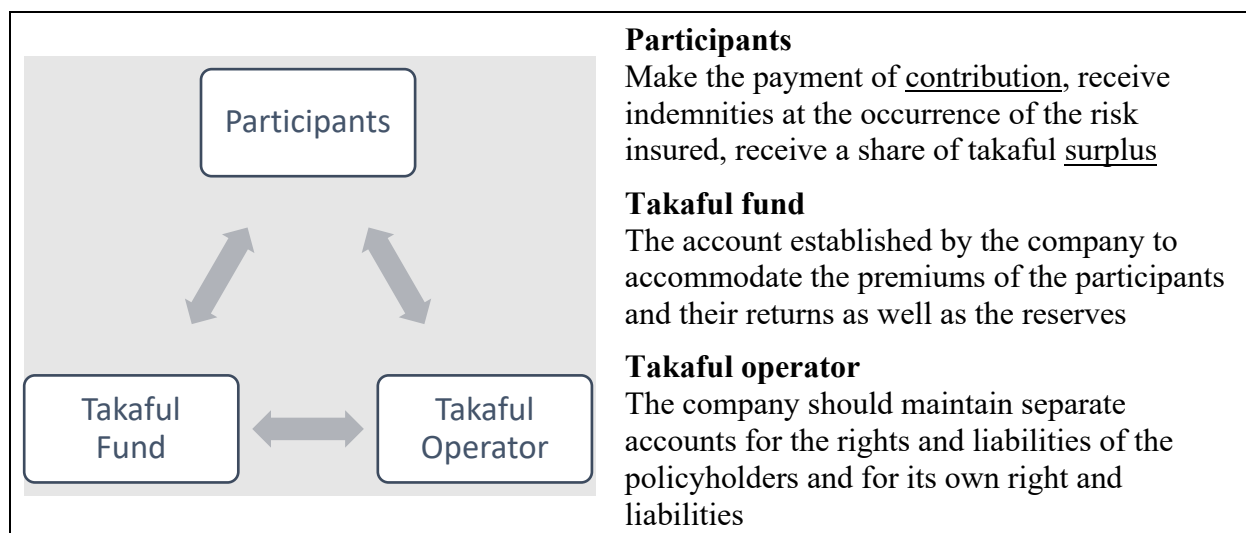 Participants
Takaful
Fund
Takaful
Operator
Participants
Make the payment of contribution, receive
indemnities at the occurrence of the risk
insured, receive a share of takaful surplus
Takaful fund
The account established by the company to
accommodate the premiums of the participants
and their returns as well as the reserves
Takaful operator
The company should maintain separate
accounts for the rights and liabilities of the
policyholders and for its own right and
liabilities